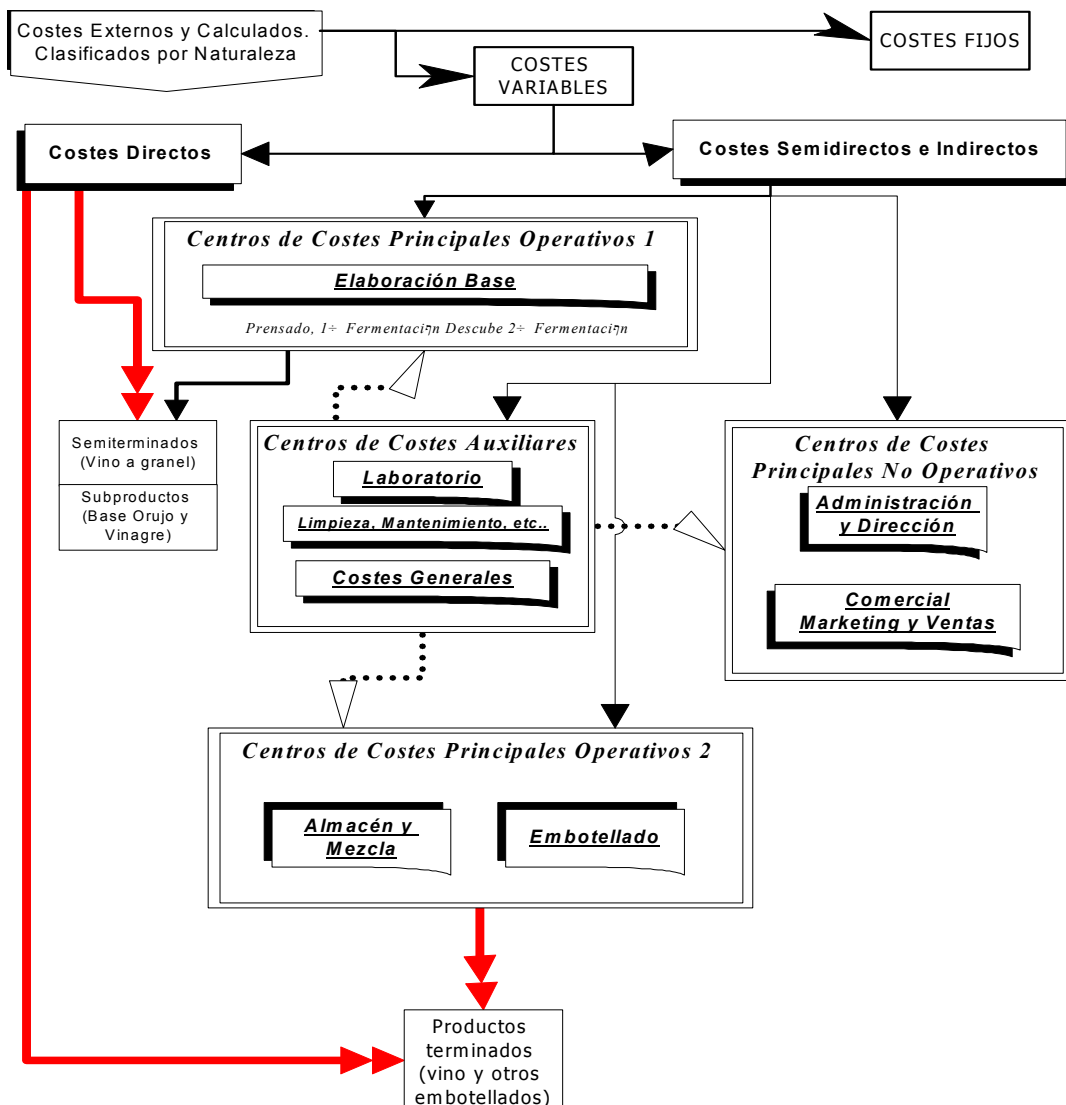 Costes Externos y Calculados.
Clasificados por Naturaleza
COSTES FIJOS
COSTES
VARIABLES
Costes Directos
Costes Semidirectos e Indirectos
Centros de Costes Principales Operativos 1
Elaboración Base
Prensado, 1÷ Fermentaciףn Descube 2÷ Fermentaciףn
Semiterminados
(Vino a granel)
Subproductos
(Base Orujo y
Vinagre)
Centros de Costes Auxiliares
Laboratorio
Limpieza, Mantenimiento, etc..
Costes Generales
Centros de Costes
Principales No Operativos
Administración
y Dirección
Comercial
Marketing y Ventas
Centros de Costes Principales Operativos 2
Almacén y
Mezcla
Embotellado
Productos
terminados
(vino y otros
embotellados)